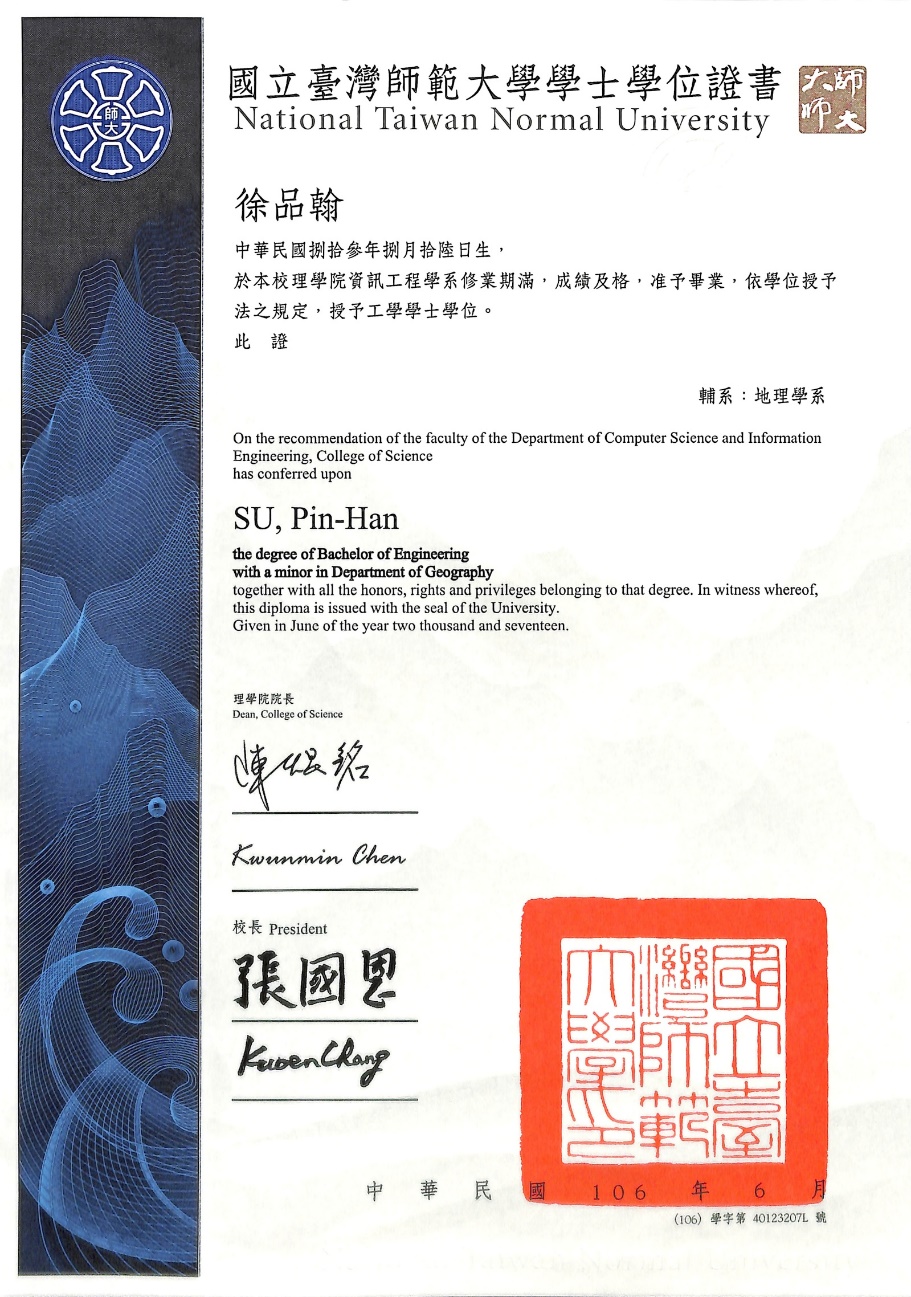 國立臺灣師範大學學士學位證書
National Taiwan Normal University
師大
大師
師大
徐品翰
中華民國捌拾參年捌月拾陸日生，
於本校理學院資訊工程學系修業期滿，成績及格，准予畢業，依學位授予
法之規定，授予工學學士學位。
此 證
輔系：地理學系
On the recommendation of the faculty of the Department of Computer Science and Information
Engineering, College of Science
has conferred upon
SU, Pin-Han
the degree of Bachelor of Engineering
with a minor in Department of Geography
together with all the honors, rights and privileges belonging to that degree. In witness whereof,
this diploma is issued with the seal of the University.
Given in June of the year two thousand and seventeen.
理學院院長
Dean, College of Science
陳焜銘
Kwunmin Chen
校長 President
張國恩
Kuoen Chang
國立臺
灣師範
大學印
中 華 民 國 106 年 6 月
(106) 學字第 40123207L 號